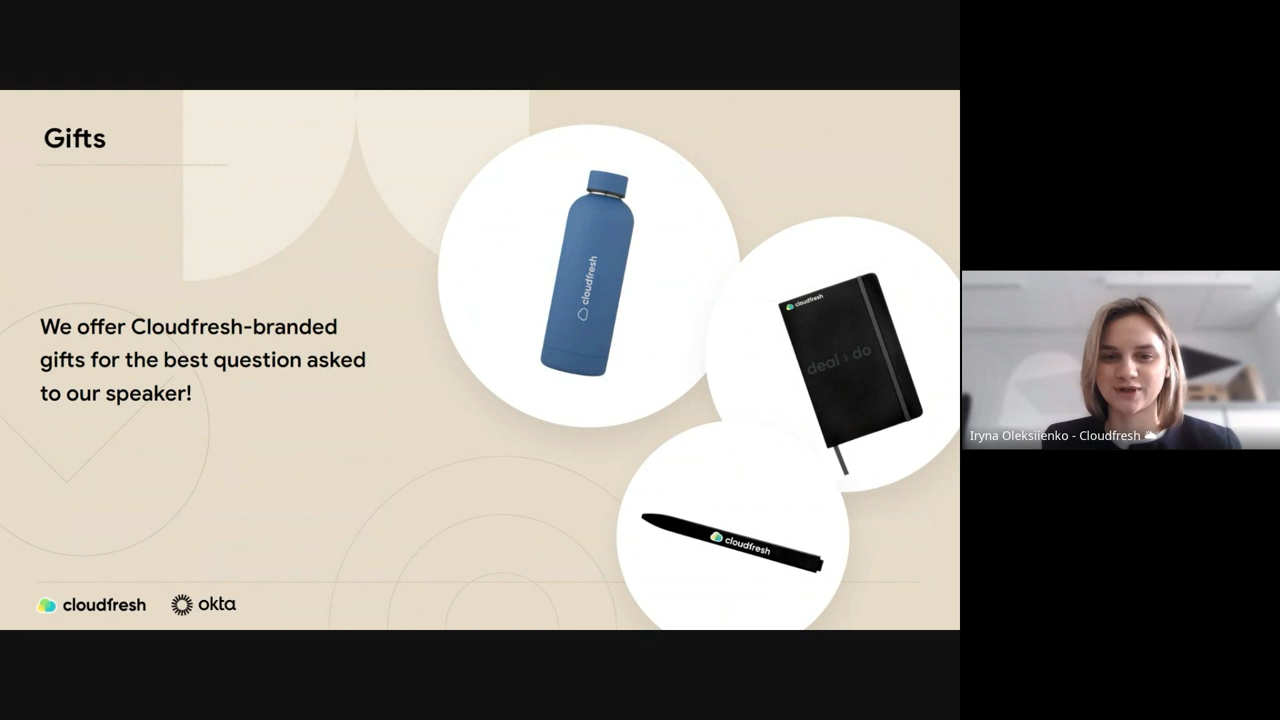 Gifts
We offer Cloudfresh-branded
gifts for the best question asked
to our speaker!
cloudfresh
cloudfresh
deal › do
cloudfresh
cloudfresh
okta
Iryna Oleksiienko - Cloudfresh